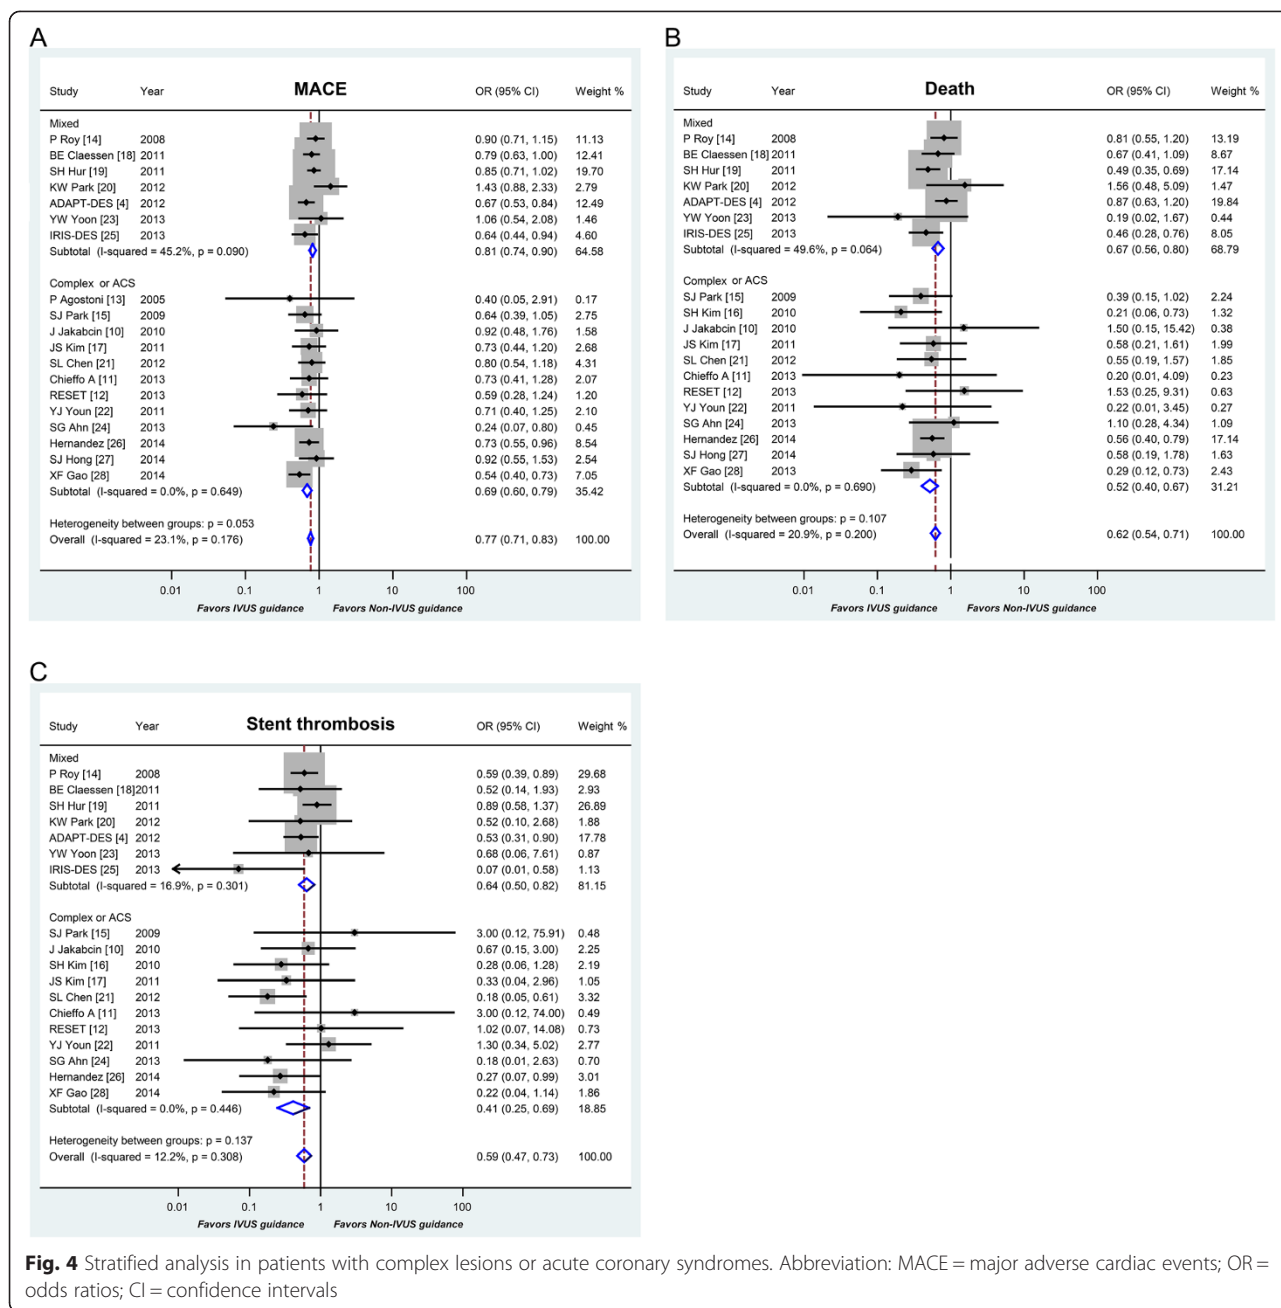 A
MACE
Study Year OR (95% CI) Weight %
Mixed
P Roy [14] 2008 0.90 (0.71, 1.15) 11.13
BE Claessen [18] 2011 0.79 (0.63, 1.00) 12.41
SH Hur [19] 2011 0.85 (0.71, 1.02) 19.70
KW Park [20] 2012 1.43 (0.88, 2.33) 2.79
ADAPT-DES [4] 2012 0.67 (0.53, 0.84) 12.49
YW Yoon [23] 2013 1.06 (0.54, 2.08) 1.46
IRIS-DES [25] 2013 0.64 (0.44, 0.94) 4.60
Subtotal (I-squared = 45.2%, p = 0.090) 0.81 (0.74, 0.90) 64.58
Complex or ACS
P Agostoni [13] 2005 0.40 (0.05, 2.91) 0.17
SJ Park [15] 2009 0.64 (0.39, 1.05) 2.75
J Jakabcin [10] 2010 0.92 (0.48, 1.76) 1.58
JS Kim [17] 2011 0.73 (0.44, 1.20) 2.68
SL Chen [21] 2012 0.80 (0.54, 1.18) 4.31
Chieffo A [11] 2013 0.73 (0.41, 1.28) 2.07
RESET [12] 2013 0.59 (0.28, 1.24) 1.20
YJ Youn [22] 2011 0.71 (0.40, 1.25) 2.10
SG Ahn [24] 2013 0.24 (0.07, 0.80) 0.45
Hernandez [26] 2014 0.73 (0.55, 0.96) 8.54
SJ Hong [27] 2014 0.92 (0.55, 1.53) 2.54
XF Gao [28] 2014 0.54 (0.40, 0.73) 7.05
Subtotal (I-squared = 0.0%, p = 0.649) 0.69 (0.60, 0.79) 35.42
Heterogeneity between groups: p = 0.053
Overall (I-squared = 23.1%, p = 0.176) 0.77 (0.71, 0.83) 100.00
0.01 0.1 1 10 100
Favors IVUS guidance Favors Non-IVUS guidance
B
Death
Study Year OR (95% CI) Weight %
Mixed
P Roy [14] 2008 0.81 (0.55, 1.20) 13.19
BE Claessen [18] 2011 0.67 (0.41, 1.09) 8.67
SH Hur [19] 2011 0.49 (0.35, 0.69) 17.14
KW Park [20] 2012 1.56 (0.48, 5.09) 1.47
ADAPT-DES [4] 2012 0.87 (0.63, 1.20) 19.84
YW Yoon [23] 2013 0.19 (0.02, 1.67) 0.44
IRIS-DES [25] 2013 0.46 (0.28, 0.76) 8.05
Subtotal (I-squared = 49.6%, p = 0.064) 0.67 (0.56, 0.80) 68.79
Complex or ACS
SJ Park [15] 2009 0.39 (0.15, 1.02) 2.24
SH Kim [16] 2010 0.21 (0.06, 0.73) 1.32
J Jakabcin [10] 2010 1.50 (0.15, 15.42) 0.38
JS Kim [17] 2011 0.58 (0.21, 1.61) 1.99
SL Chen [21] 2012 0.55 (0.19, 1.57) 1.85
Chieffo A [11] 2013 0.20 (0.01, 4.09) 0.23
RESET [12] 2013 1.53 (0.25, 9.31) 0.63
YJ Youn [22] 2011 0.22 (0.01, 3.45) 0.27
SG Ahn [24] 2013 1.10 (0.28, 4.34) 1.09
Hernandez [26] 2014 0.56 (0.40, 0.79) 17.14
SJ Hong [27] 2014 0.58 (0.19, 1.78) 1.63
XF Gao [28] 2013 0.29 (0.12, 0.73) 2.43
Subtotal (I-squared = 0.0%, p = 0.690) 0.52 (0.40, 0.67) 31.21
Heterogeneity between groups: p = 0.107
Overall (I-squared = 20.9%, p = 0.200) 0.62 (0.54, 0.71) 100.00
0.01 0.1 1 10 100
Favors IVUS guidance Favors Non-IVUS guidance
C
Stent thrombosis
Study Year OR (95% CI) Weight %
Mixed
P Roy [14] 2008 0.59 (0.39, 0.89) 29.68
BE Claessen [18] 2011 0.52 (0.14, 1.93) 2.93
SH Hur [19] 2011 0.89 (0.58, 1.37) 26.89
KW Park [20] 2012 0.52 (0.10, 2.68) 1.88
ADAPT-DES [4] 2012 0.53 (0.31, 0.90) 17.78
YW Yoon [23] 2013 0.68 (0.06, 7.61) 0.87
IRIS-DES [25] 2013 0.07 (0.01, 0.58) 1.13
Subtotal (I-squared = 16.9%, p = 0.301) 0.64 (0.50, 0.82) 81.15
Complex or ACS
SJ Park [15] 2009 3.00 (0.12, 75.91) 0.48
J Jakabcin [10] 2010 0.67 (0.15, 3.00) 2.25
SH Kim [16] 2010 0.28 (0.06, 1.28) 2.19
JS Kim [17] 2011 0.33 (0.04, 2.96) 1.05
SL Chen [21] 2012 0.18 (0.05, 0.61) 3.32
Chieffo A [11] 2013 3.00 (0.12, 74.00) 0.49
RESET [12] 2013 1.02 (0.07, 14.08) 0.73
YJ Youn [22] 2011 1.30 (0.34, 5.02) 2.77
SG Ahn [24] 2013 0.18 (0.01, 2.63) 0.70
Hernandez [26] 2014 0.27 (0.07, 0.99) 3.01
XF Gao [28] 2014 0.22 (0.04, 1.14) 1.86
Subtotal (I-squared = 0.0%, p = 0.446) 0.41 (0.25, 0.69) 18.85
Heterogeneity between groups: p = 0.137
Overall (I-squared = 12.2%, p = 0.308) 0.59 (0.47, 0.73) 100.00
0.01 0.1 1 10 100
Favors IVUS guidance Favors Non-IVUS guidance
Fig. 4 Stratified analysis in patients with complex lesions or acute coronary syndromes. Abbreviation: MACE = major adverse cardiac events; OR =
odds ratios; CI = confidence intervals